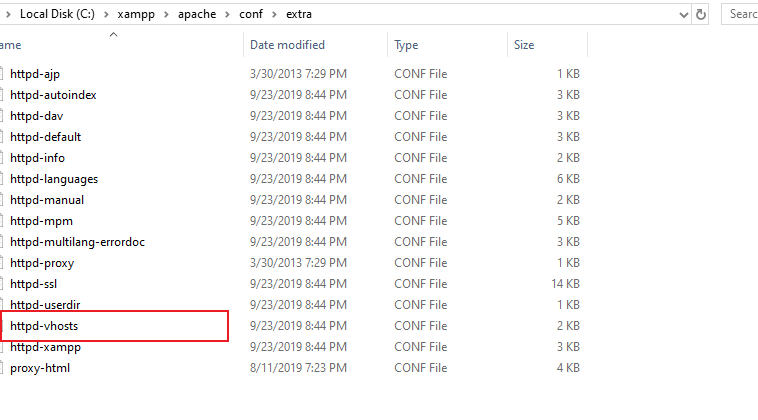 Local Disk (C:) > xampp > apache > conf > extra Searc
ame Date modified Type Size
httpd-ajp 3/30/2013 7:29 PM CONF File 1 KB
httpd-autoindex 9/23/2019 8:44 PM CONF File 3 KB
httpd-dav 9/23/2019 8:44 PM CONF File 3 KB
httpd-default 9/23/2019 8:44 PM CONF File 3 KB
httpd-info 9/23/2019 8:44 PM CONF File 2 KB
httpd-languages 9/23/2019 8:44 PM CONF File 6 KB
httpd-manual 9/23/2019 8:44 PM CONF File 2 KB
httpd-mpm 9/23/2019 8:44 PM CONF File 5 KB
httpd-multilang-errordoc 9/23/2019 8:44 PM CONF File 3 KB
httpd-proxy 3/30/2013 7:29 PM CONF File 1 KB
httpd-ssl 9/23/2019 8:44 PM CONF File 14 KB
httpd-userdir 9/23/2019 8:44 PM CONF File 1 KB
httpd-vhosts 9/23/2019 8:44 PM CONF File 2 KB
httpd-xampp 9/23/2019 8:44 PM CONF File 3 KB
proxy-html 8/11/2019 7:23 PM CONF File 4 KB